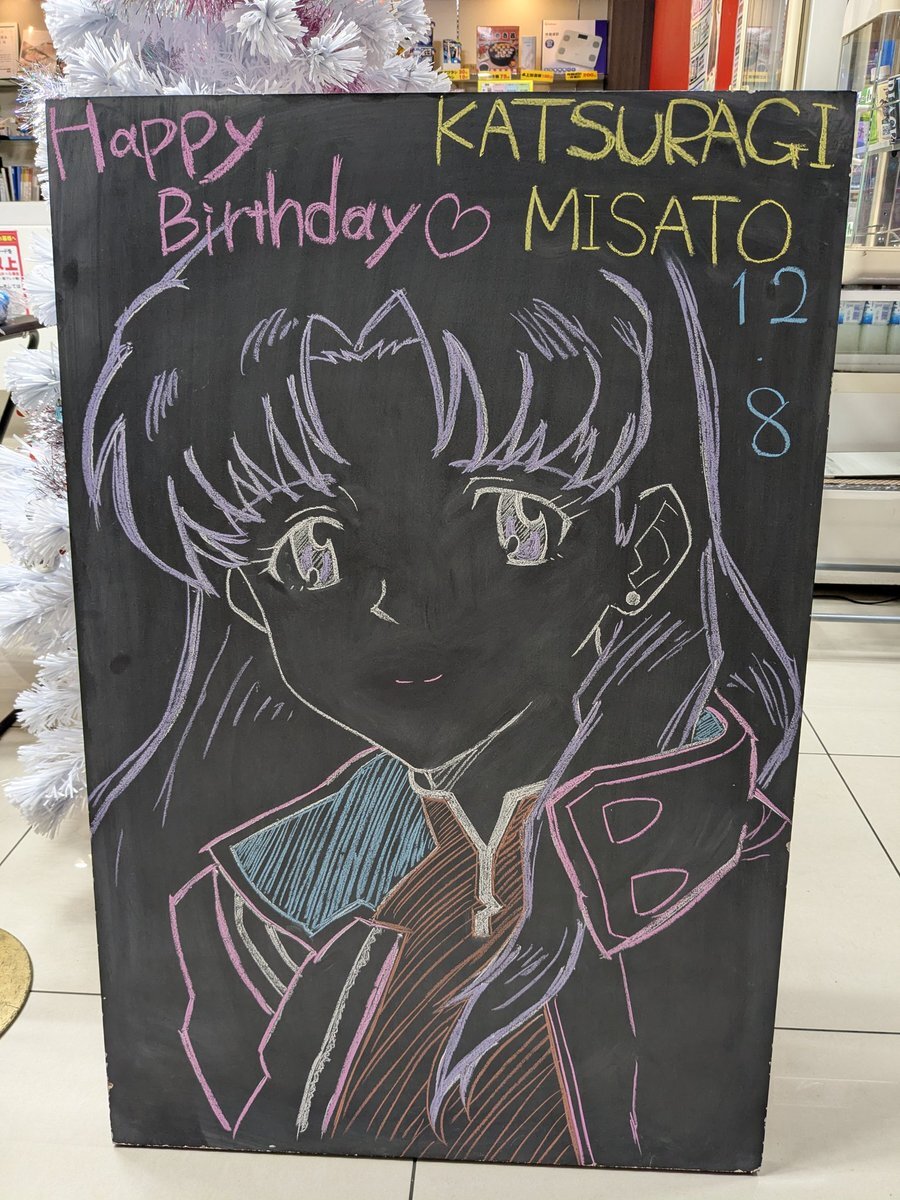 Happy
Birthday♡
KATSURAGI
MISATO
12
.
8